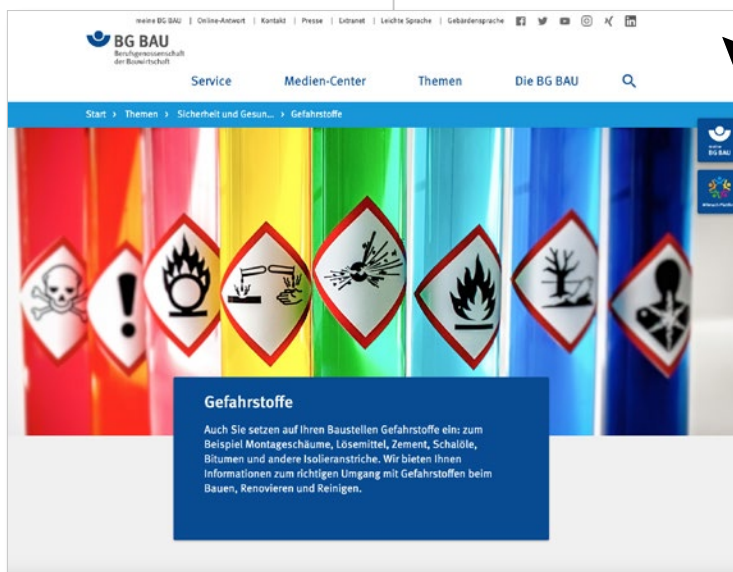 meine BG BAU | Online-Antwort | Kontakt | Presse | Extranet | Leichte Sprache | Gebärdensprache
BG BAU
Berufsgenossenschaft
der Bauwirtschaft
Service Medien-Center Themen Die BG BAU
Start > Themen > Sicherheit und Gesun... > Gefahrstoffe
meine
BG BAU
Gefahrstoffe
Auch Sie setzen auf Ihren Baustellen Gefahrstoffe ein: zum
Beispiel Montageschäume, Lösemittel, Zement, Schalöle,
Bitumen und andere Isolieranstriche. Wir bieten Ihnen
Informationen zum richtigen Umgang mit Gefahrstoffen beim
Bauen, Renovieren und Reinigen.